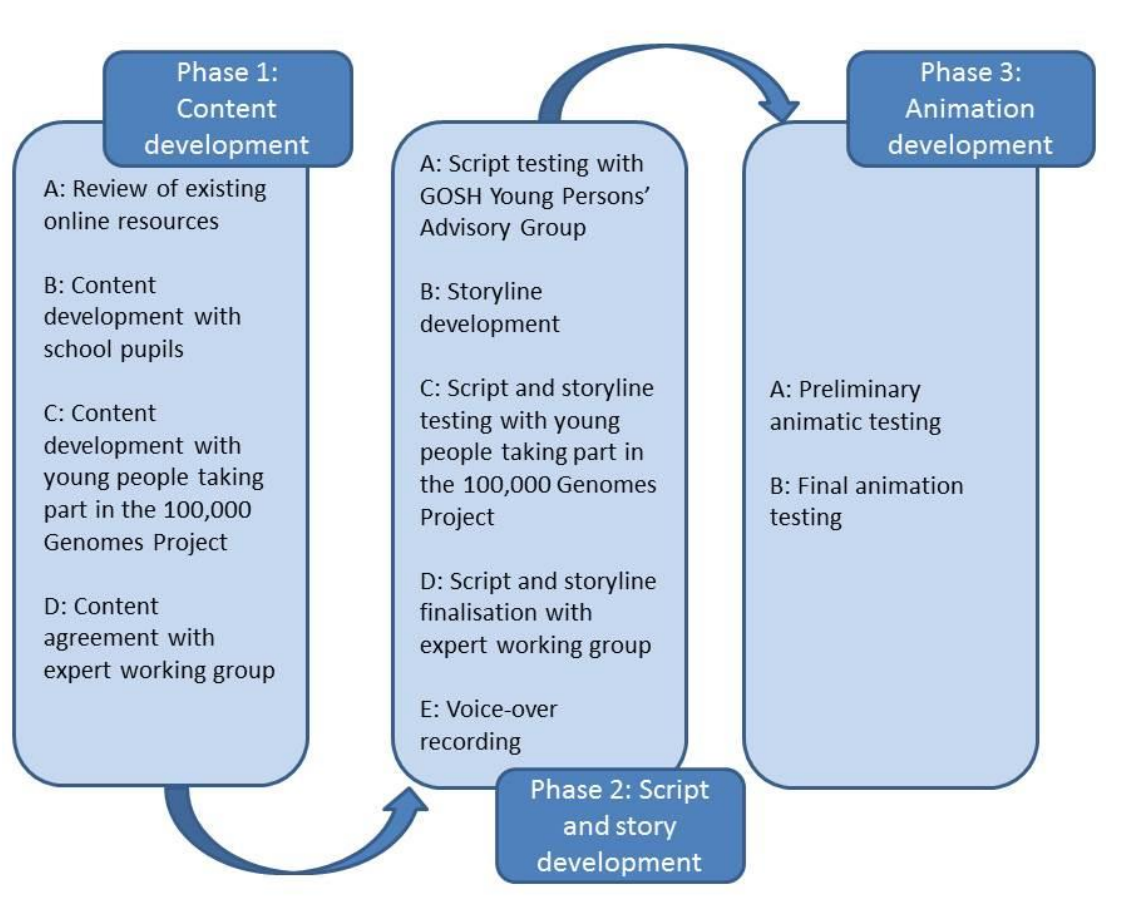 Phase 1:
Content
development
A: Review of existing
online resources
B: Content
development with
school pupils
C: Content
development with
young people taking
part in the 100,000
Genomes Project
D: Content
agreement with
expert working group
A: Script testing with
GOSH Young Persons’
Advisory Group
B: Storyline
development
C: Script and storyline
testing with young
people taking part in
the 100,000 Genomes
Project
D: Script and storyline
finalisation with
expert working group
E: Voice-over
recording
Phase 2: Script
and story
development
Phase 3:
Animation
development
A: Preliminary
animatic testing
B: Final animation
testing